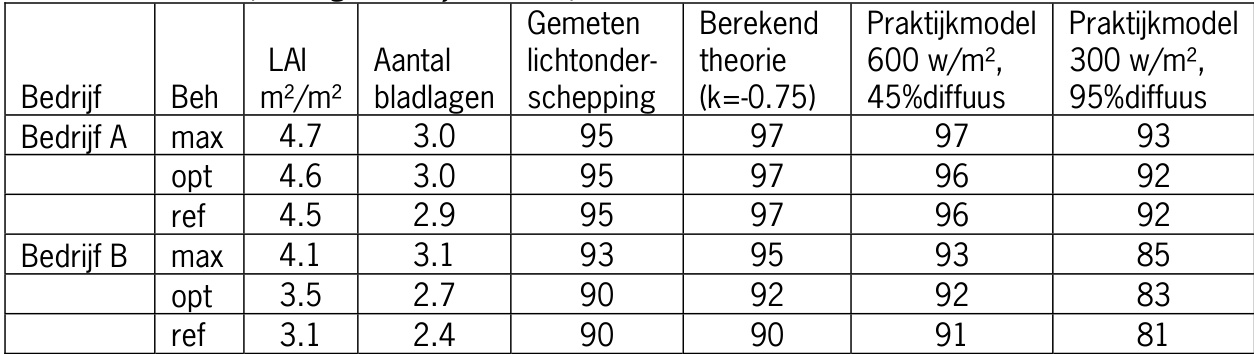 Bedrijf Beh LAI m²/m² Aantal bladlagen Gemeten lichtonder-schepping Berekend theorie (k=-0.75) Praktijkmodel 600 w/m², 45%diffuus Praktijkmodel 300 w/m², 95%diffuus
Bedrijf A max 4.7 3.0 95 97 97 93
opt 4.6 3.0 95 97 96 92
ref 4.5 2.9 95 97 96 92
Bedrijf B max 4.1 3.1 93 95 93 85
opt 3.5 2.7 90 92 92 83
ref 3.1 2.4 90 90 91 81